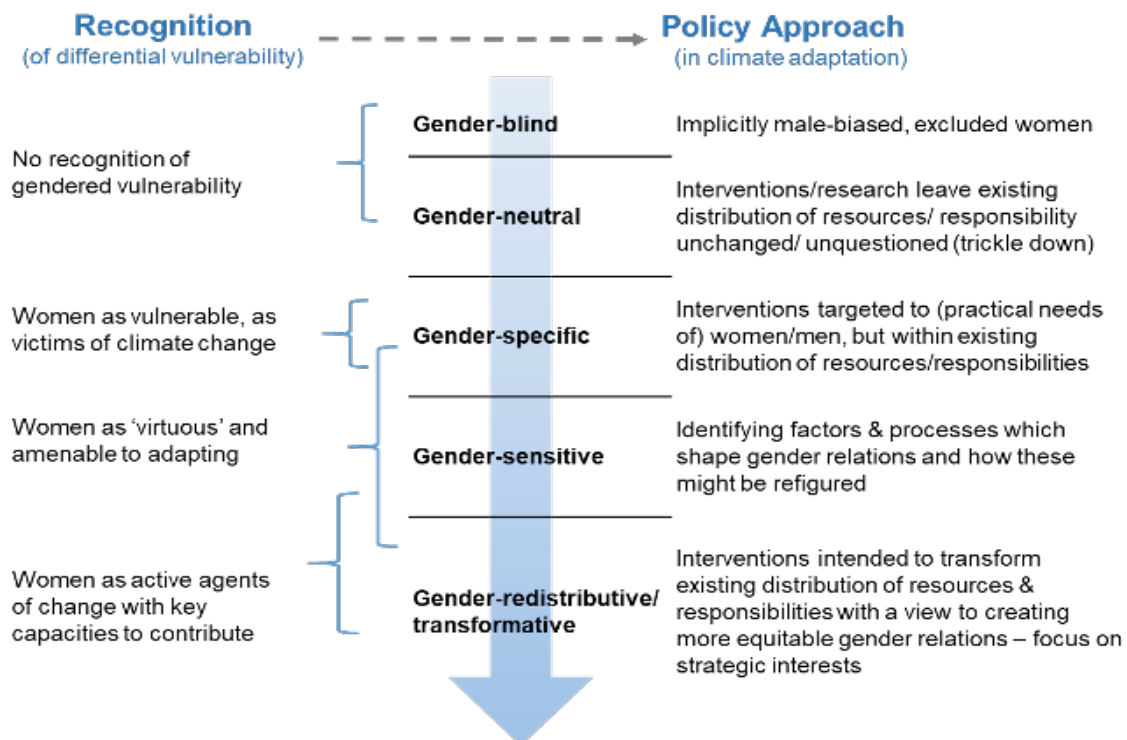 Recognition
(of differential vulnerability)
Policy Approach
(in climate adaptation)
No recognition of
gendered vulnerability
Gender-blind
Implicitly male-biased, excluded women
Gender-neutral
Interventions/research leave existing
distribution of resources/ responsibility
unchanged/ unquestioned (trickle down)
Women as vulnerable, as
victims of climate change
Gender-specific
Interventions targeted to (practical needs
of) women/men, but within existing
distribution of resources/responsibilities
Women as ‘virtuous’ and
amenable to adapting
Gender-sensitive
Identifying factors & processes which
shape gender relations and how these
might be refigured
Women as active agents
of change with key
capacities to contribute
Gender-redistributive/
transformative
Interventions intended to transform
existing distribution of resources &
responsibilities with a view to creating
more equitable gender relations – focus on
strategic interests